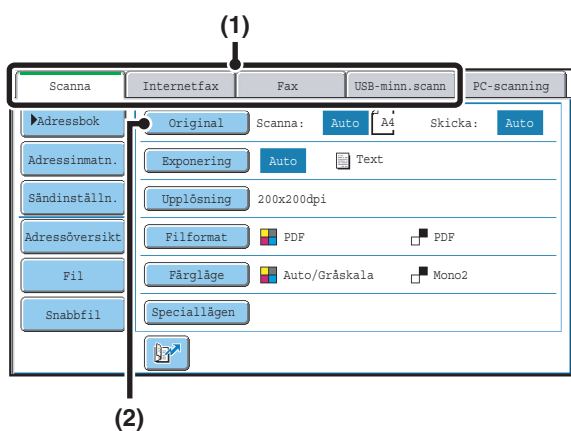 (1)
Scanna Internetfax Fax USB-minn.scann PC-scanning
Adressbok Original Scanna: Auto A4 Skicka: Auto
Adressinmatn. Exponering Auto Text
Sändinställn. Upplösning 200x200dpi
Adressöversikt Filformat PDF PDF
Fil Färgläge Auto/Gråskala Mono2
Snabbfil Speciallägen
(2)